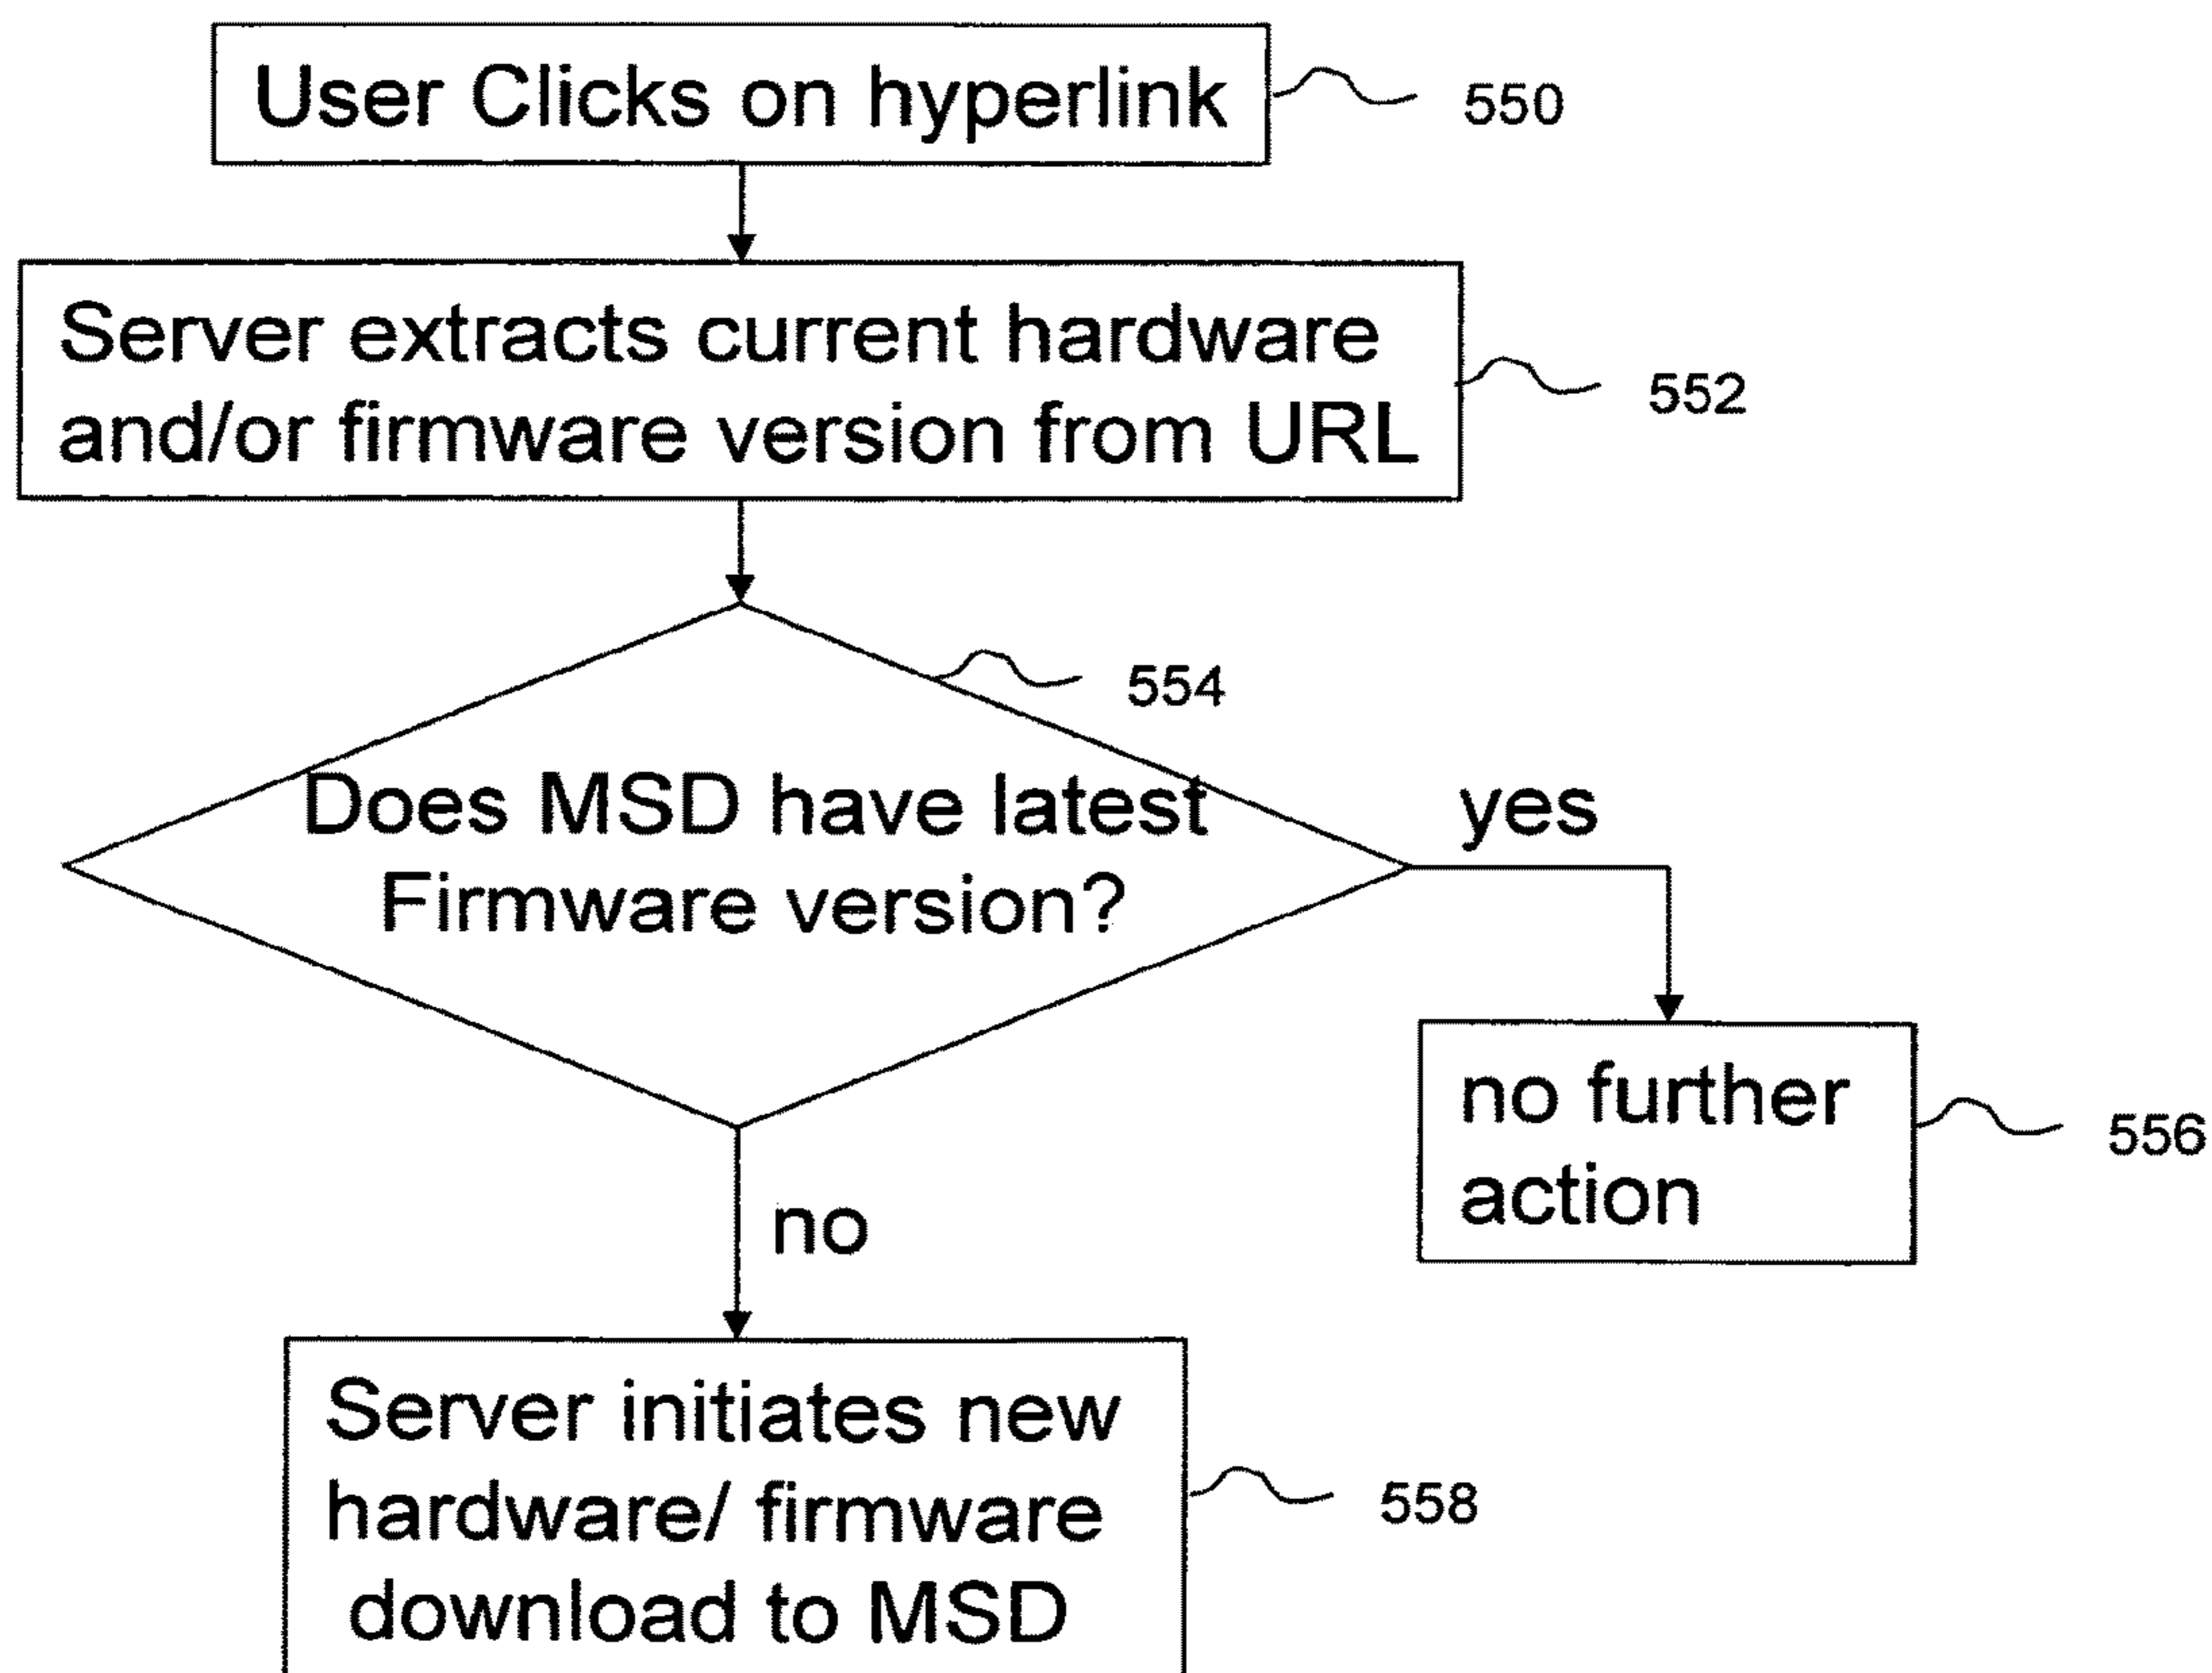 User Clicks on hyperlink
550
Server extracts current hardware
and/or firmware version from URL
552
554
Does MSD have latest
Firmware version?
yes
no further
action
556
no
Server initiates new
hardware/ firmware
download to MSD
558